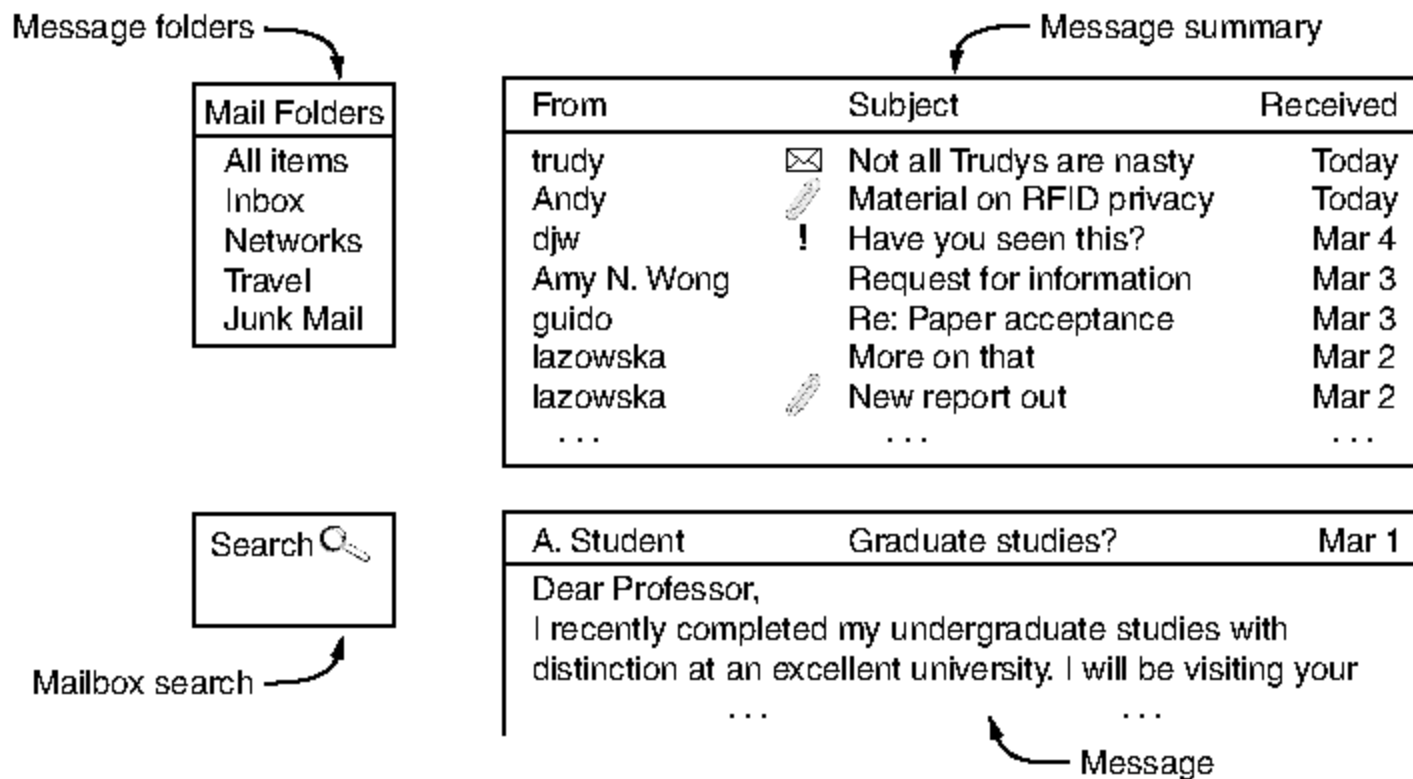 Message folders
Message summary
Mail Folders
All items
Inbox
Networks
Travel
Junk Mail
From Subject Received
trudy Not all Trudys are nasty Today
Andy Material on RFID privacy Today
djw ! Have you seen this? Mar 4
Amy N. Wong Request for information Mar 3
guido Re: Paper acceptance Mar 3
lazowska More on that Mar 2
lazowska New report out Mar 2
. . . . . . . . .
Search
Mailbox search
A. Student Graduate studies? Mar 1
Dear Professor,
I recently completed my undergraduate studies with
distinction at an excellent university. I will be visiting your
. . . . . .
Message